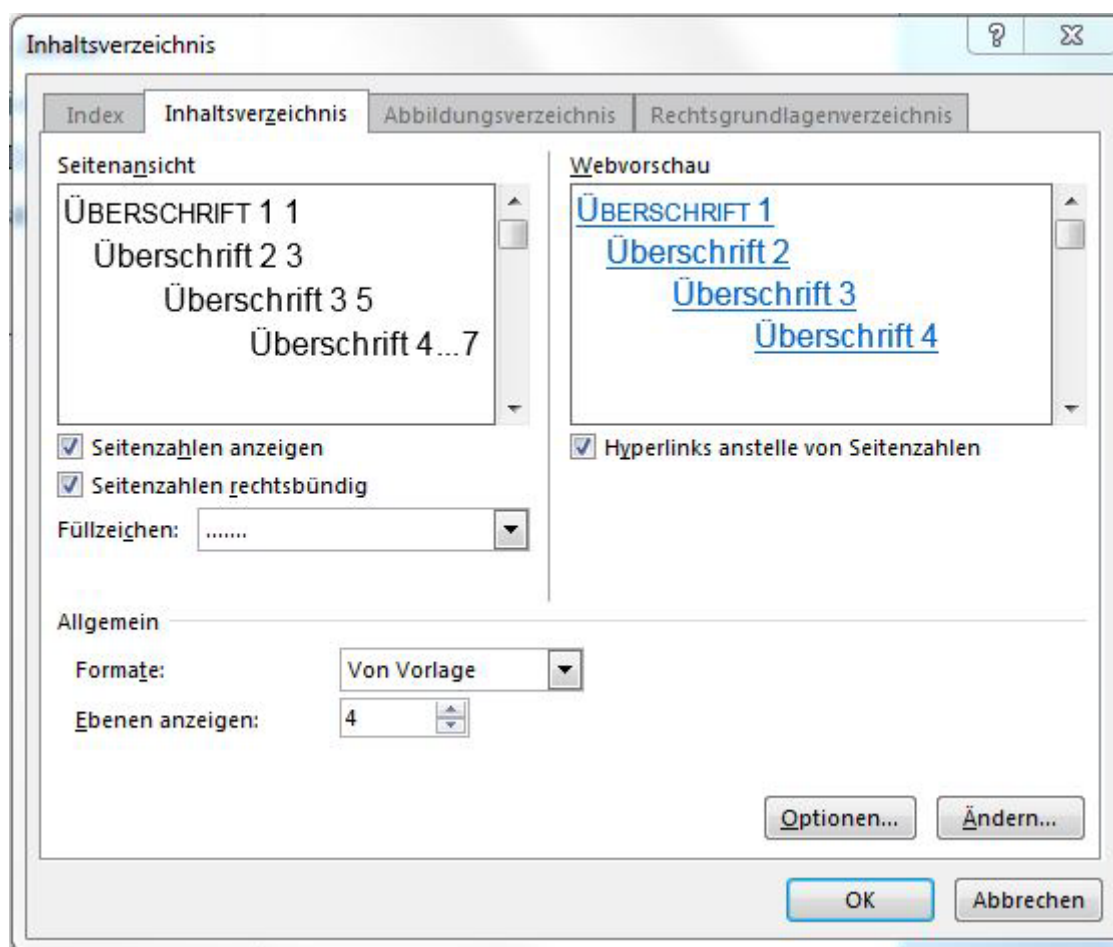 Inhaltsverzeichnis
Index
Inhaltsverzeichnis
Abbildungsverzeichnis
Rechtsgrundlagenverzeichnis
Seitenansicht
ÜBERSCHRIFT 1 1
Überschrift 2 3
Überschrift 3 5
Überschrift 4...7
Seitenzahlen anzeigen
Seitenzahlen rechtsbündig
Füllzeichen: .......
Webvorschau
ÜBERSCHRIFT 1
Überschrift 2
Überschrift 3
Überschrift 4
Hyperlinks anstelle von Seitenzahlen
Allgemein
Formate: Von Vorlage
Ebenen anzeigen: 4
Optionen... Ändern...
OK Abbrechen